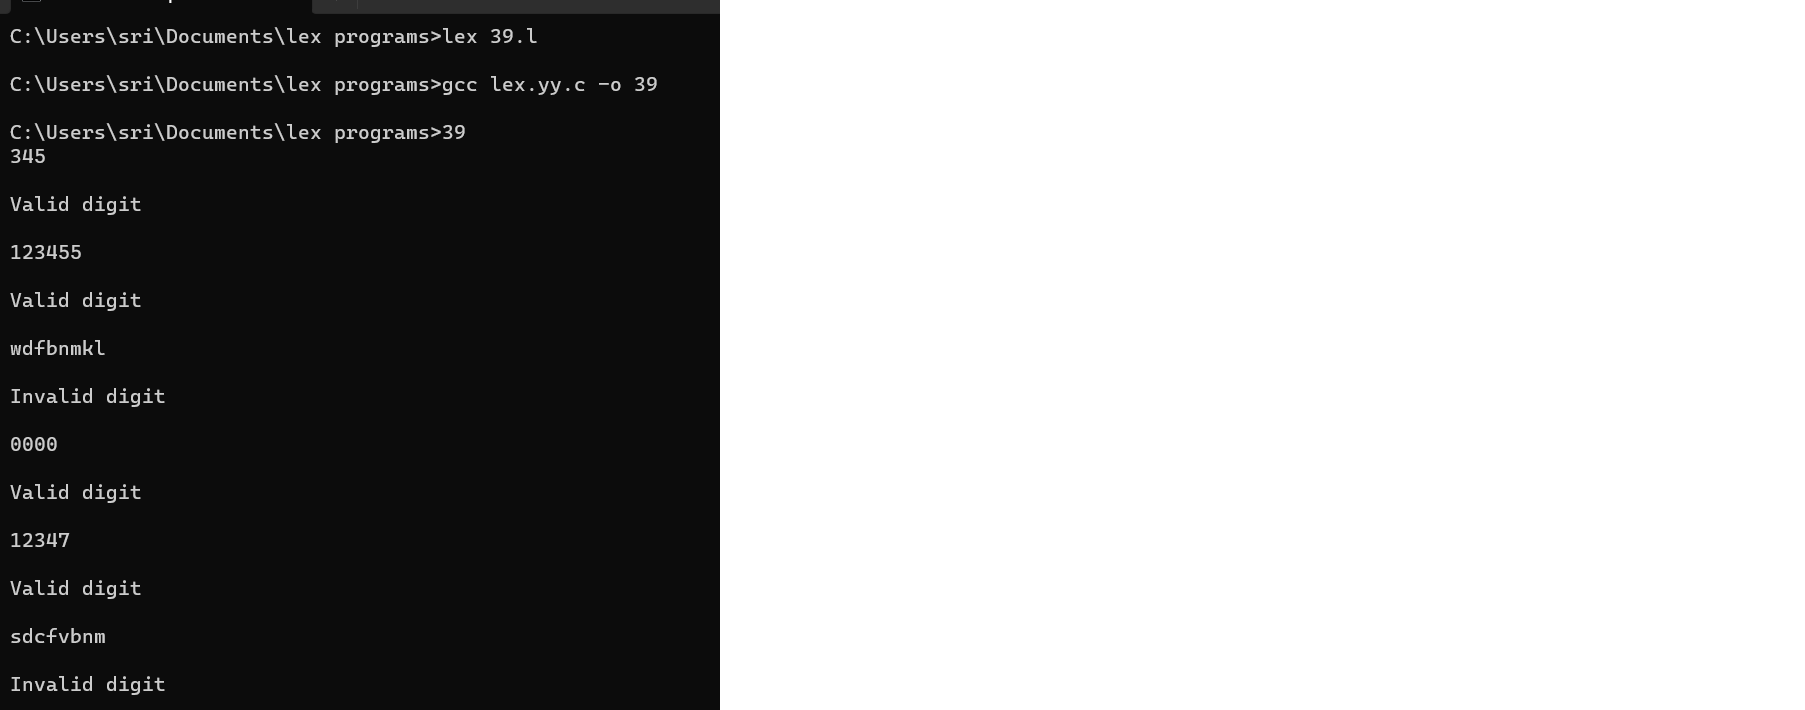 C:\Users\sri\Documents\lex programs>lex 39.l
C:\Users\sri\Documents\lex programs>gcc lex.yy.c -o 39
C:\Users\sri\Documents\lex programs>39
345
Valid digit
123455
Valid digit
wdfbnmkl
Invalid digit
0000
Valid digit
12347
Valid digit
sdcfvbnm
Invalid digit